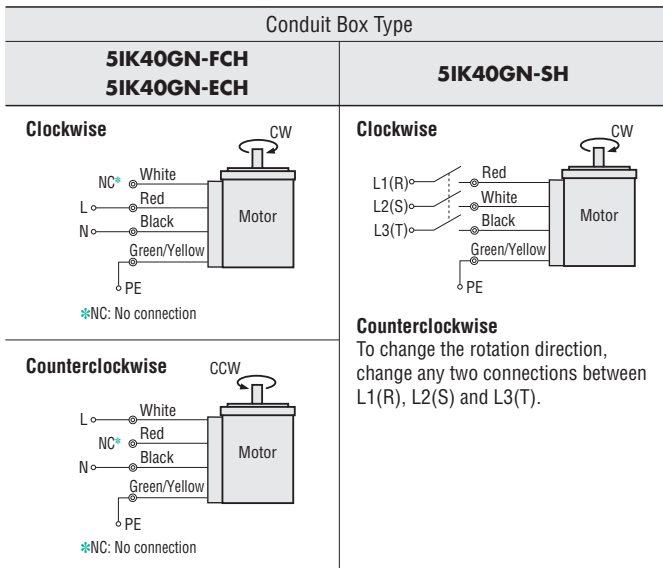 Conduit Box Type
5IK40GN-FCH
5IK40GN-ECH
5IK40GN-SH
Clockwise
CW
NC* White
L Red
N Black
Motor
Green/Yellow
PE
*NC: No connection
Counterclockwise
CCW
L White
NC* Red
N Black
Motor
Green/Yellow
PE
*NC: No connection
Clockwise
CW
L1(R) Red
L2(S) White
L3(T) Black
Motor
Green/Yellow
PE
Counterclockwise
To change the rotation direction,
change any two connections between
L1(R), L2(S) and L3(T).